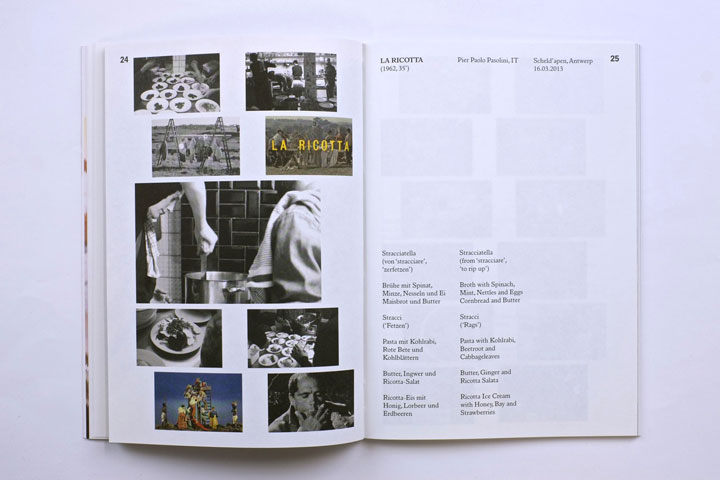 24
LA RICOTTA
LA RICOTTA
(1962, 35')
Pier Paolo Pasolini, IT
Scheld'apen, Antwerp
16.03.2013
25
Stracciatella
(von 'stracciare',
'zerfetzen')
Brühe mit Spinat,
Minze, Nesseln und Ei
Maisbrot und Butter
Stracci
('Fetzen')
Pasta mit Kohlrabi,
Rote Bete und
Kohlblättern
Butter, Ingwer und
Ricotta-Salat
Ricotta-Eis mit
Honig, Lorbeer und
Erdbeeren
Stracciatella
(from 'stracciare',
'to rip up')
Broth with Spinach,
Mint, Nettles and Eggs
Cornbread and Butter
Stracci
('Rags')
Pasta with Kohlrabi,
Beetroot and
Cabbageleaves
Butter, Ginger and
Ricotta Salata
Ricotta Ice Cream
with Honey, Bay and
Strawberries